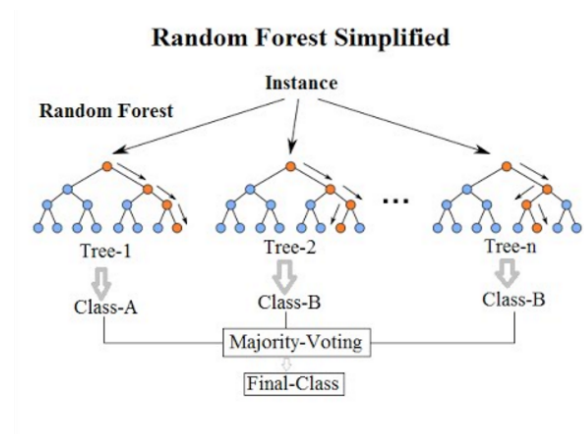 Random Forest Simplified
Instance
Random Forest
...
Tree-1 Tree-2 Tree-n
Class-A Class-B Class-B
Majority-Voting
Final-Class